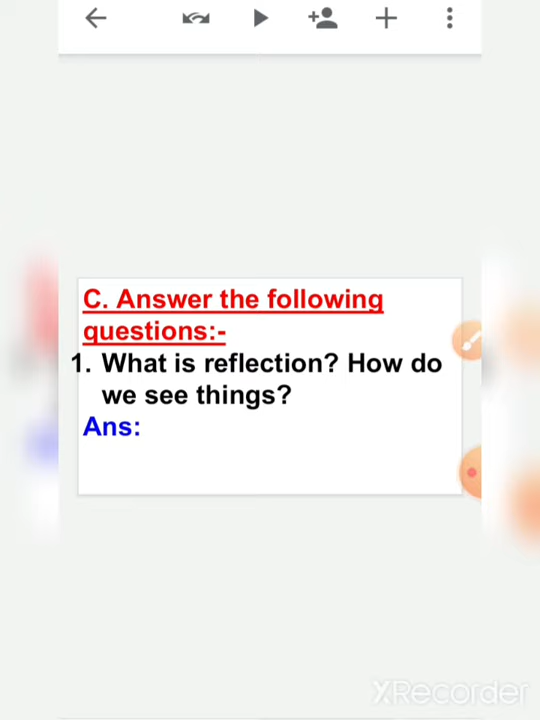 C. Answer the following
questions:-
1. What is reflection? How do
we see things?
Ans:
XRecorder